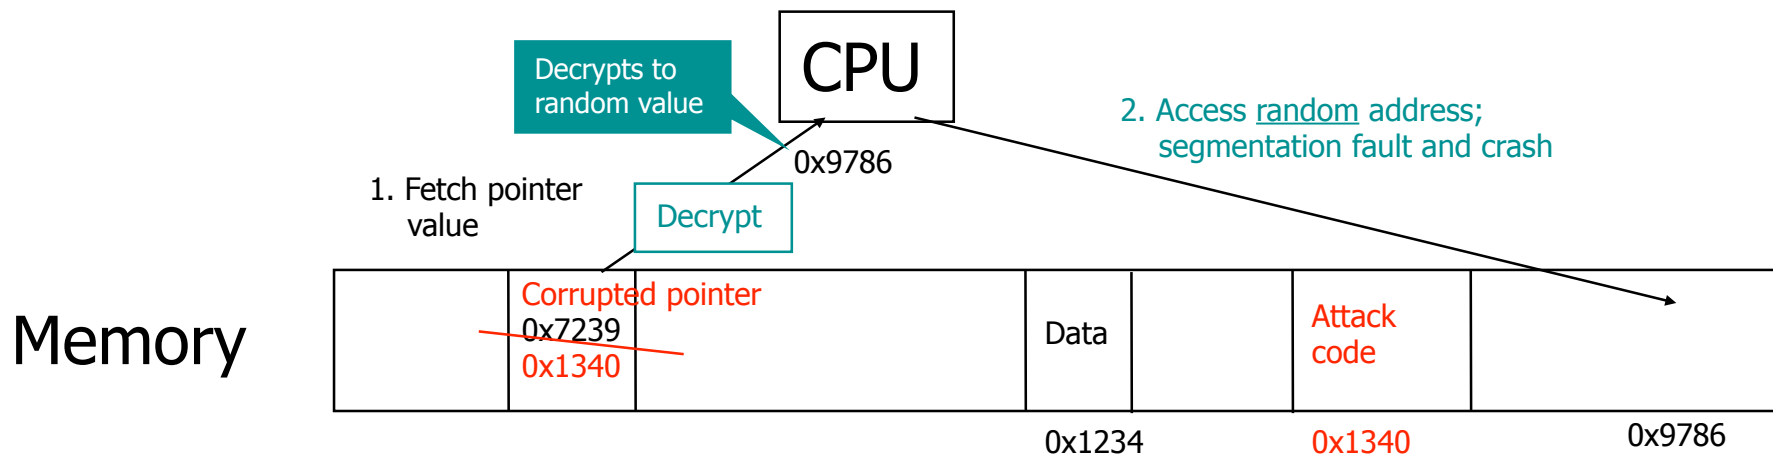 CPU
Decrypts to
random value
2. Access random address;
segmentation fault and crash
0x9786
1. Fetch pointer
value
Decrypt
Memory
Corrupted pointer
0x7239
0x1340
Data
Attack
code
0x1234
0x1340
0x9786